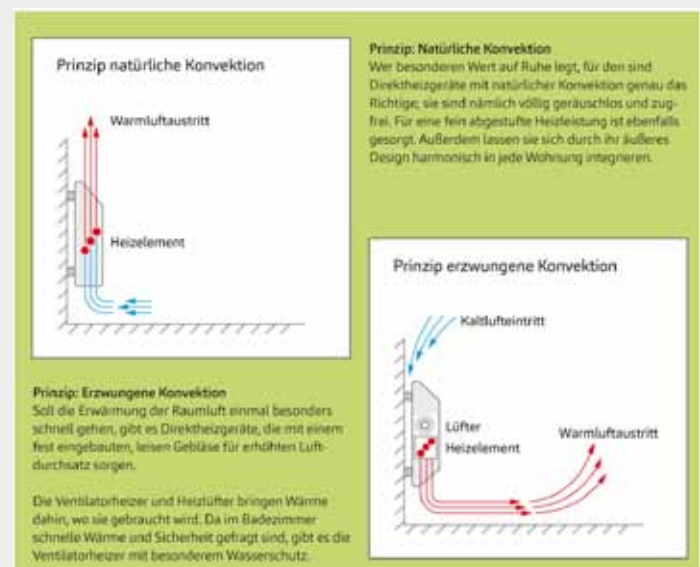 Prinzip natürliche Konvektion
Warmluftaustritt
Heizelement
Prinzip: Natürliche Konvektion
Wer besonderen Wert auf Ruhe legt, für den sind
Direktheizgeräte mit natürlicher Konvektion genau das
Richtige; sie sind nämlich völlig geräuschlos und zug-
frei. Für eine fein abgestufte Heizleistung ist ebenfalls
gesorgt. Außerdem lassen sie sich durch ihr äußeres
Design harmonisch in jede Wohnung integrieren.
Prinzip: Erzwungene Konvektion
Soll die Erwärmung der Raumluft einmal besonders
schnell gehen, gibt es Direktheizgeräte, die mit einem
fest eingebauten, leisen Gebläse für erhöhten Luft-
durchsatz sorgen.
Die Ventilatorheizer und Heizlüfter bringen Wärme
dahin, wo sie gebraucht wird. Da im Badezimmer
schnelle Wärme und Sicherheit gefragt sind, gibt es die
Ventilatorheizer mit besonderem Wasserschutz.
Prinzip erzwungene Konvektion
Kaltlufteintritt
Lüfter
Heizelement
Warmluftaustritt